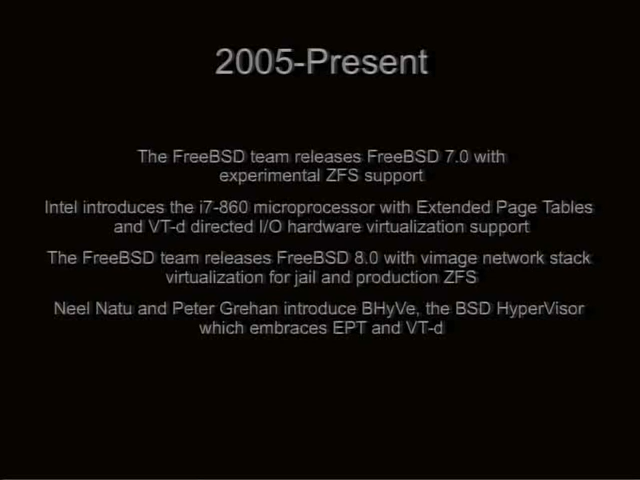 2005-Present
The FreeBSD team releases FreeBSD 7.0 with
experimental ZFS support
Intel introduces the i7-860 microprocessor with Extended Page Tables
and VT-d directed I/O hardware virtualization support
The FreeBSD team releases FreeBSD 8.0 with vimage network stack
virtualization for jail and production ZFS
Neel Natu and Peter Grehan introduce BHyVe, the BSD HyperVisor
which embraces EPT and VT-d